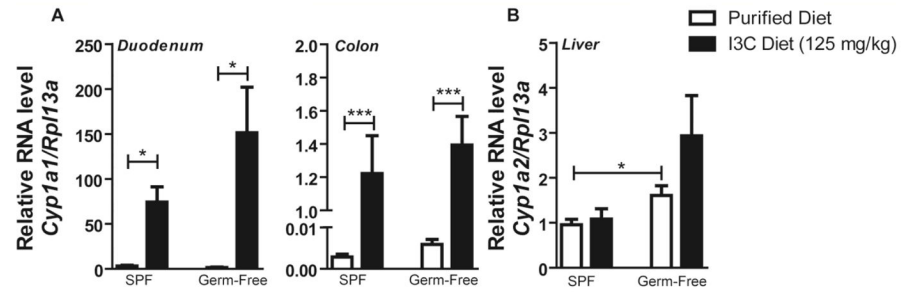 A
B
Purified Diet
I3C Diet (125 mg/kg)
Relative RNA level
Cyp1a1/Rpl13a
Duodenum
250
200
150
100
50
0
*
*
SPF
Germ-Free
Colon
2.0
1.8
1.6
1.4
1.2
1.0
0.01
0.00
***
***
SPF
Germ-Free
Relative RNA level
Cyp1a2/Rpl13a
Liver
5
4
3
2
1
0
*
SPF
Germ-Free